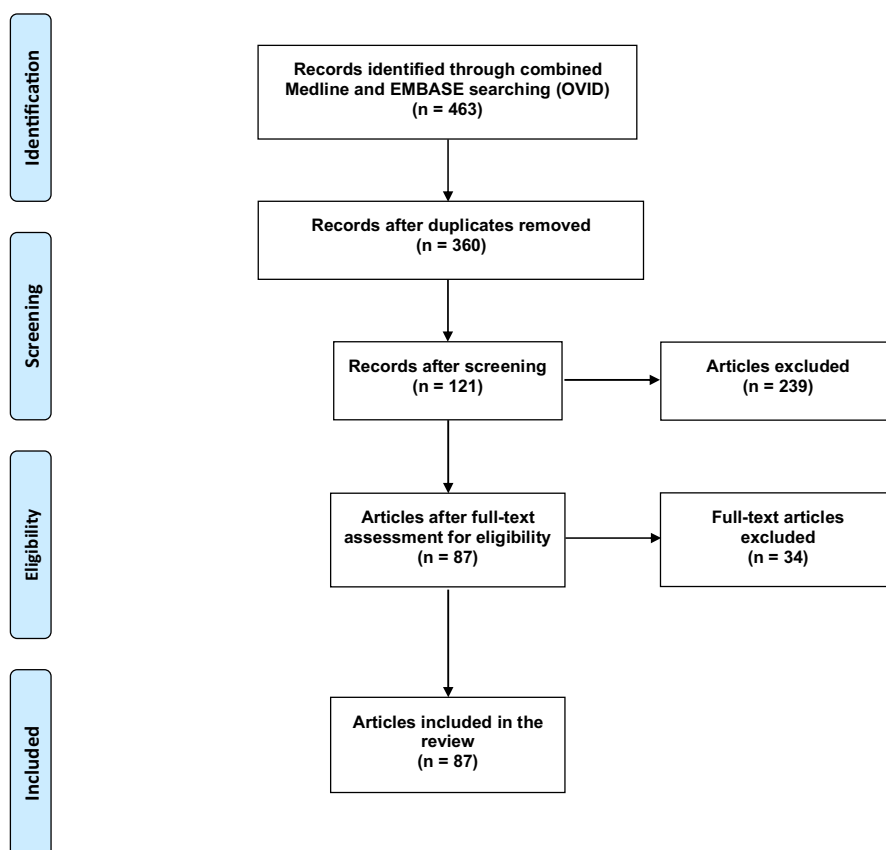 Identification
Records identified through combined
Medline and EMBASE searching (OVID)
(n = 463)
Records after duplicates removed
(n = 360)
Screening
Records after screening
(n = 121)
Articles excluded
(n = 239)
Eligibility
Articles after full-text
assessment for eligibility
(n = 87)
Full-text articles
excluded
(n = 34)
Included
Articles included in the
review
(n = 87)